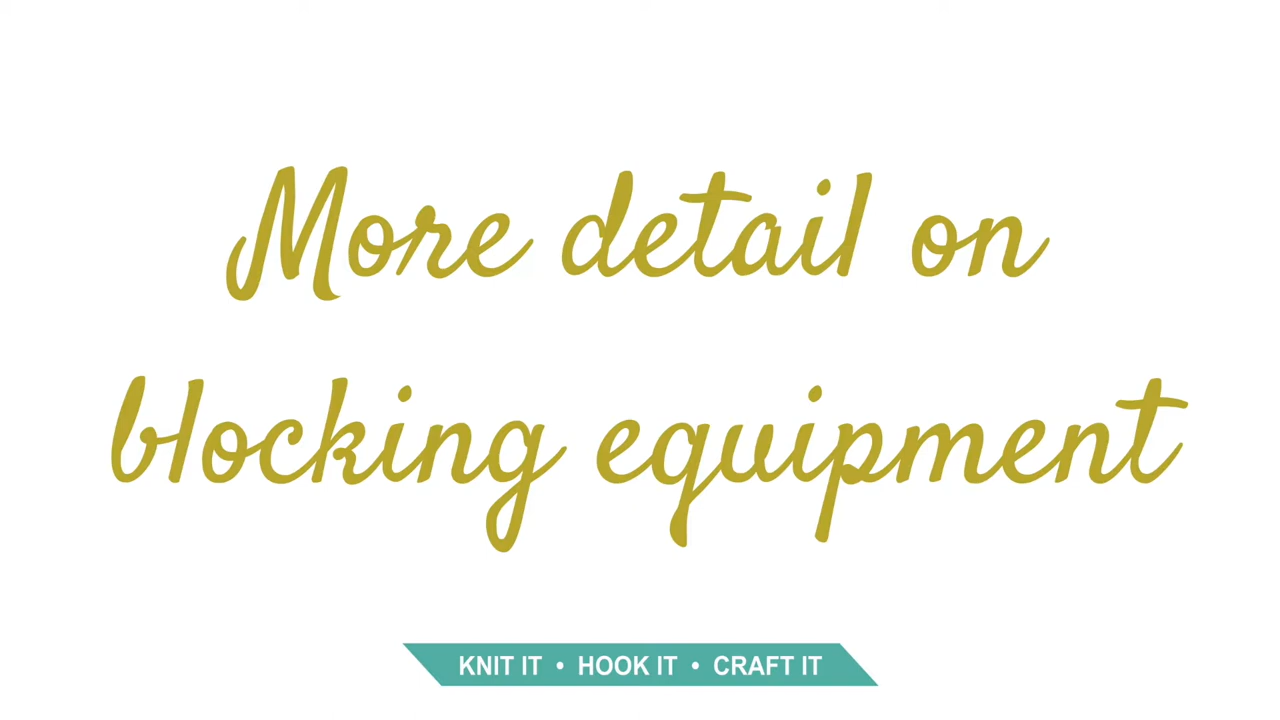 More detail on
blocking equipment
KNIT IT • HOOK IT • CRAFT IT